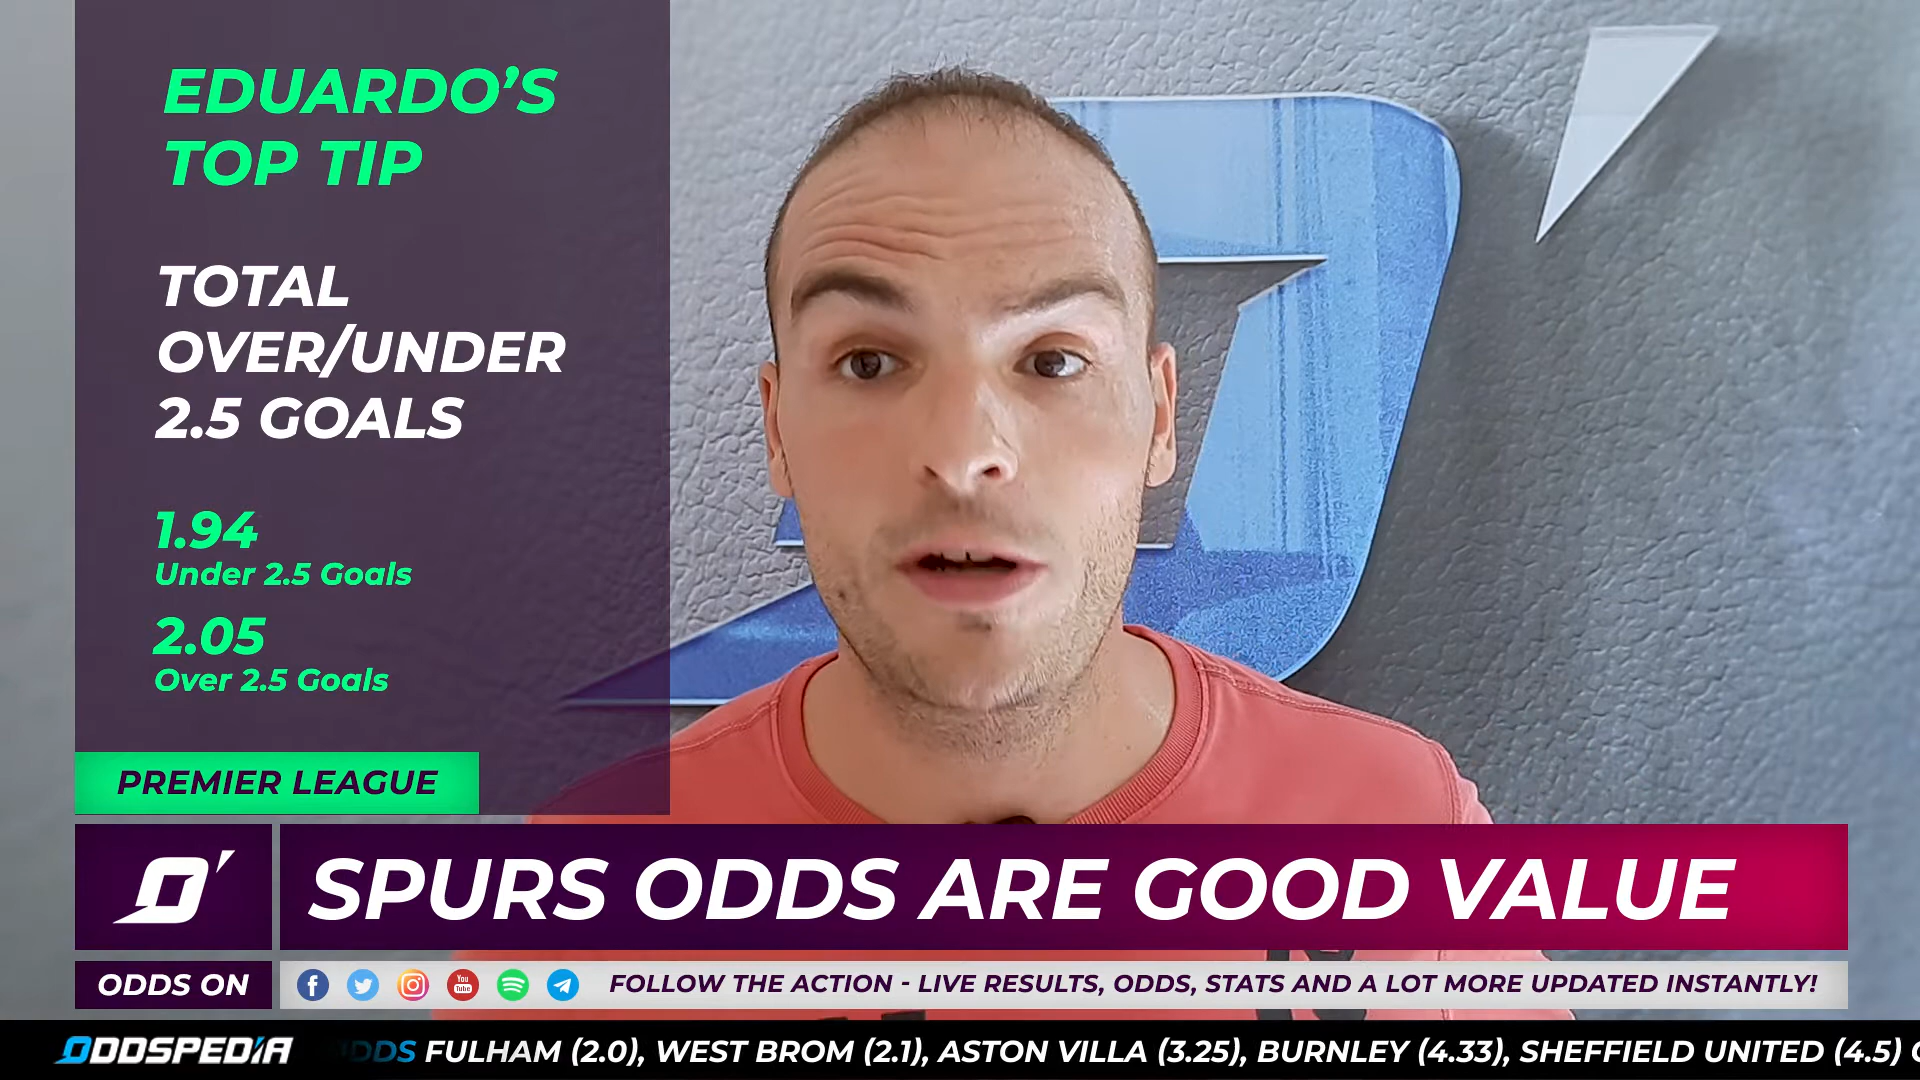 EDUARDO'S
TOP TIP
TOTAL
OVER/UNDER
2.5 GOALS
1.94
Under 2.5 Goals
2.05
Over 2.5 Goals
PREMIER LEAGUE
SPURS ODDS ARE GOOD VALUE
ODDS ON
You
Tube
FOLLOW THE ACTION - LIVE RESULTS, ODDS, STATS AND A LOT MORE UPDATED INSTANTLY!
ODDSPEDIA
ODDS FULHAM (2.0), WEST BROM (2.1), ASTON VILLA (3.25), BURNLEY (4.33), SHEFFIELD UNITED (4.5)